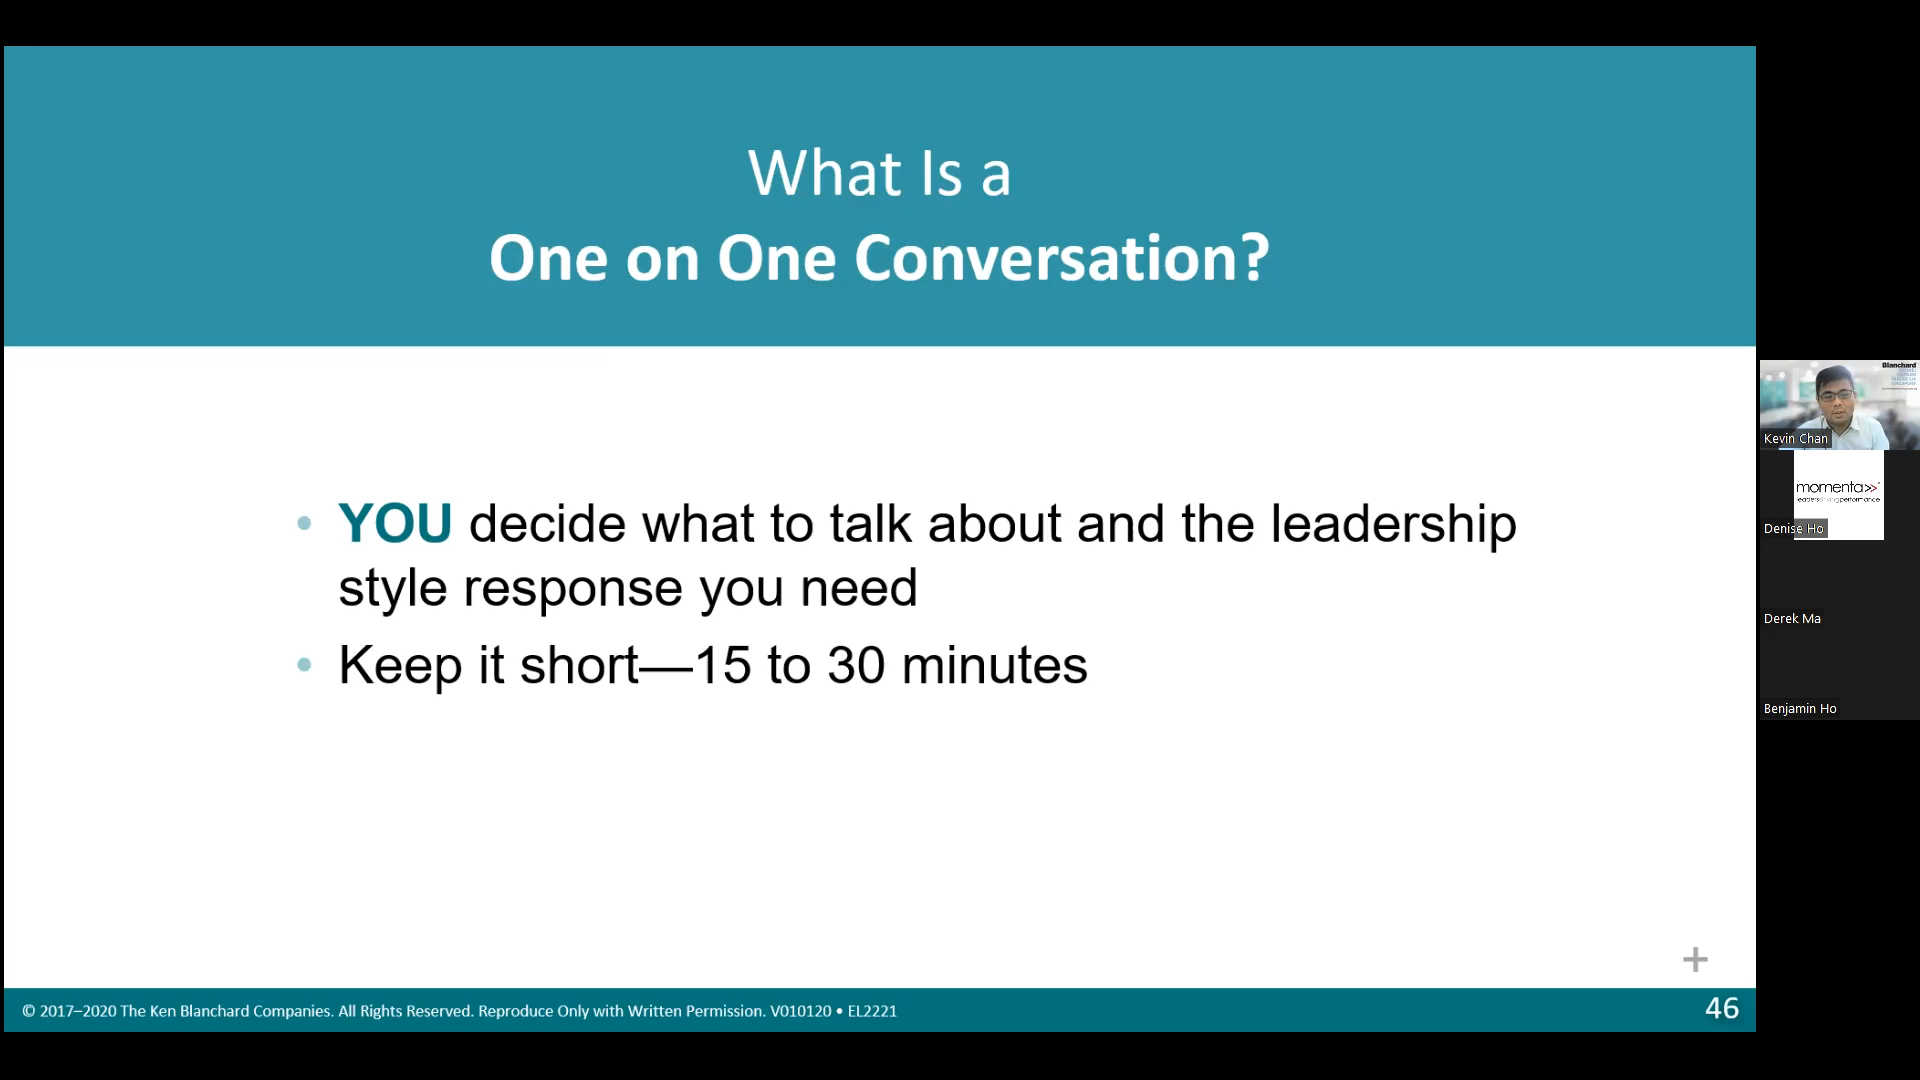 What Is a
One on One Conversation?
• YOU decide what to talk about and the leadership
style response you need
• Keep it short—15 to 30 minutes
+
© 2017–2020 The Ken Blanchard Companies. All Rights Reserved. Reproduce Only with Written Permission. V010120 • EL2221
46
Blanchard
Kevin Chan
momenta>>
Denise Ho
Derek Ma
Benjamin Ho